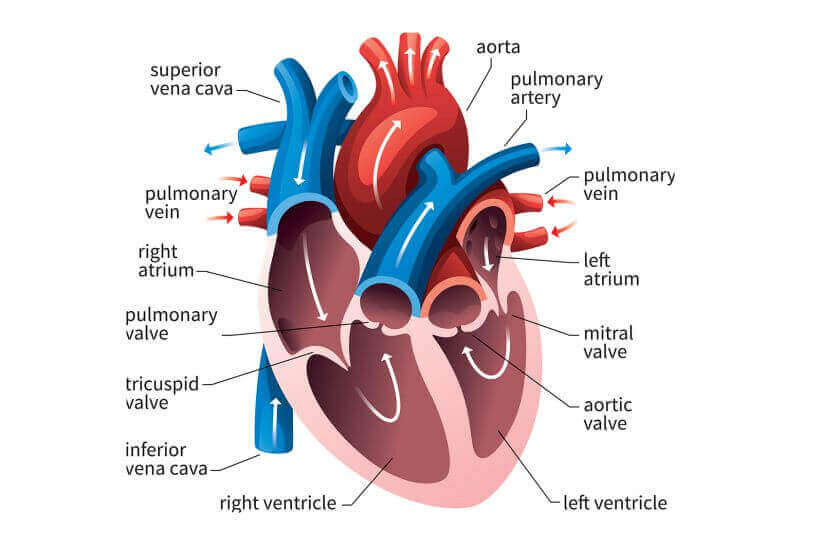 superior
vena cava
aorta
pulmonary
artery
pulmonary
vein
pulmonary
vein
right
atrium
left
atrium
pulmonary
valve
mitral
valve
tricuspid
valve
aortic
valve
inferior
vena cava
right ventricle
left ventricle